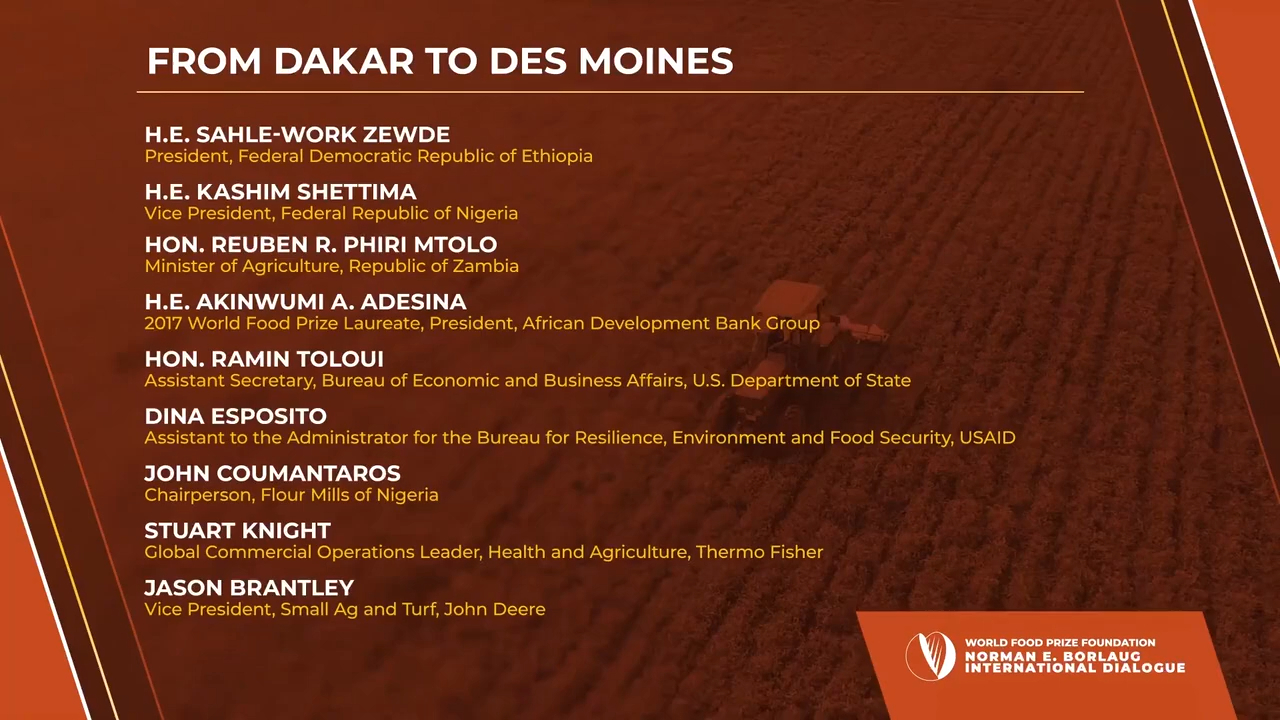 FROM DAKAR TO DES MOINES
H.E. SAHLE-WORK ZEWDE
President, Federal Democratic Republic of Ethiopia
H.E. KASHIM SHETTIMA
Vice President, Federal Republic of Nigeria
HON. REUBEN R. PHIRI MTOLO
Minister of Agriculture, Republic of Zambia
H.E. AKINWUMI A. ADESINA
2017 World Food Prize Laureate, President, African Development Bank Group
HON. RAMIN TOLOUI
Assistant Secretary, Bureau of Economic and Business Affairs, U.S. Department of State
DINA ESPOSITO
Assistant to the Administrator for the Bureau for Resilience, Environment and Food Security, USAID
JOHN COUMANTAROS
Chairperson, Flour Mills of Nigeria
STUART KNIGHT
Global Commercial Operations Leader, Health and Agriculture, Thermo Fisher
JASON BRANTLEY
Vice President, Small Ag and Turf, John Deere
WORLD FOOD PRIZE FOUNDATION
NORMAN E. BORLAUG
INTERNATIONAL DIALOGUE